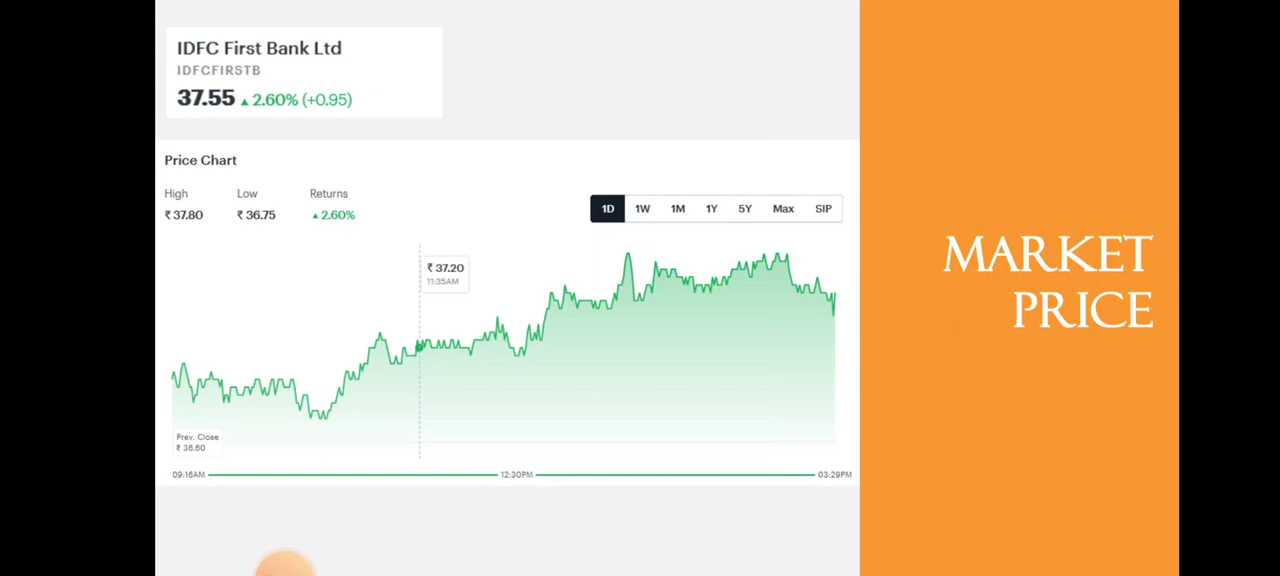 IDFC First Bank Ltd
IDFCFIRSTB
37.55 ▲ 2.60% (+0.95)
Price Chart
High Low Returns
₹ 37.80 ₹ 36.75 ▲ 2.60%
1D 1W 1M 1Y 5Y Max SIP
₹ 37.20
11:35AM
Prev. Close
₹ 36.60
09:16AM 12:30PM 03:29PM
MARKET
PRICE